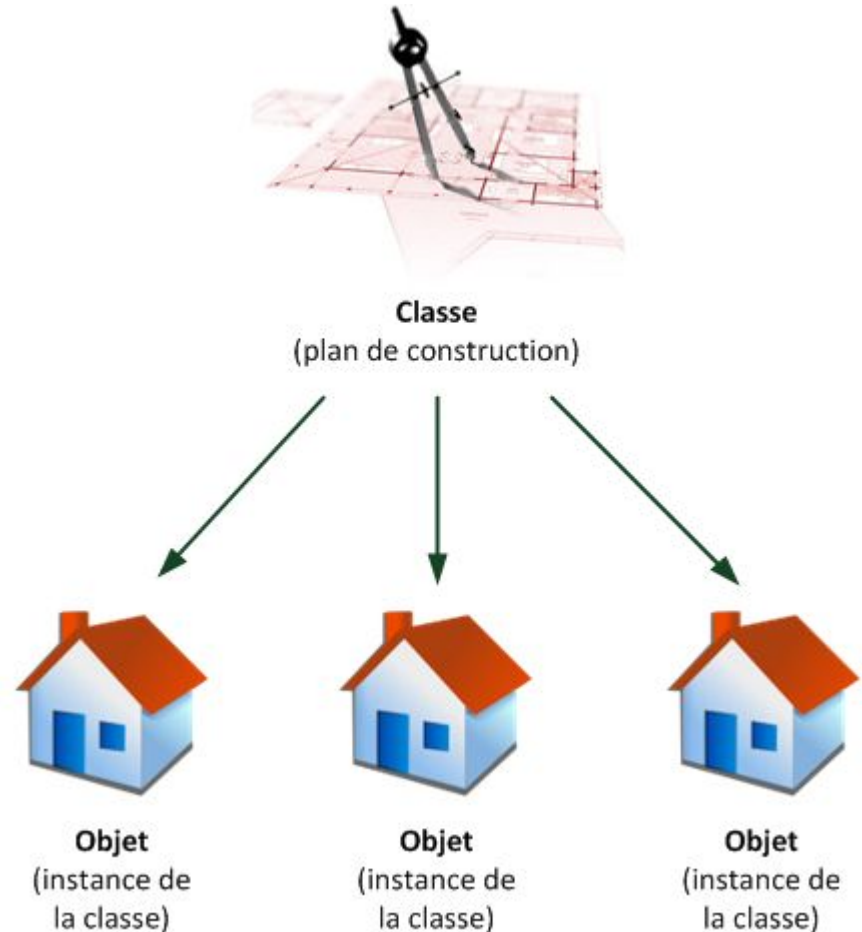 Classe
(plan de construction)
Objet
(instance de
la classe)
Objet
(instance de
la classe)
Objet
(instance de
la classe)